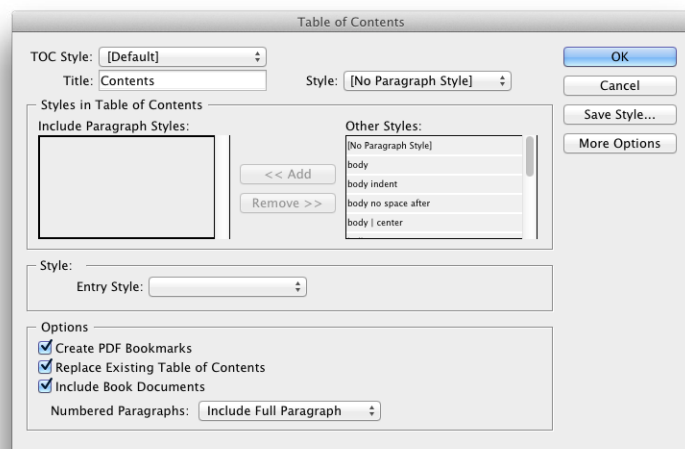 Table of Contents
TOC Style: [Default]
OK
Title: Contents Style: [No Paragraph Style]
Cancel
Styles in Table of Contents
Save Style...
Include Paragraph Styles: Other Styles:
More Options
[No Paragraph Style]
body
<< Add
body indent
Remove >>
body no space after
body | center
Style:
Entry Style:
Options
Create PDF Bookmarks
Replace Existing Table of Contents
Include Book Documents
Numbered Paragraphs: Include Full Paragraph